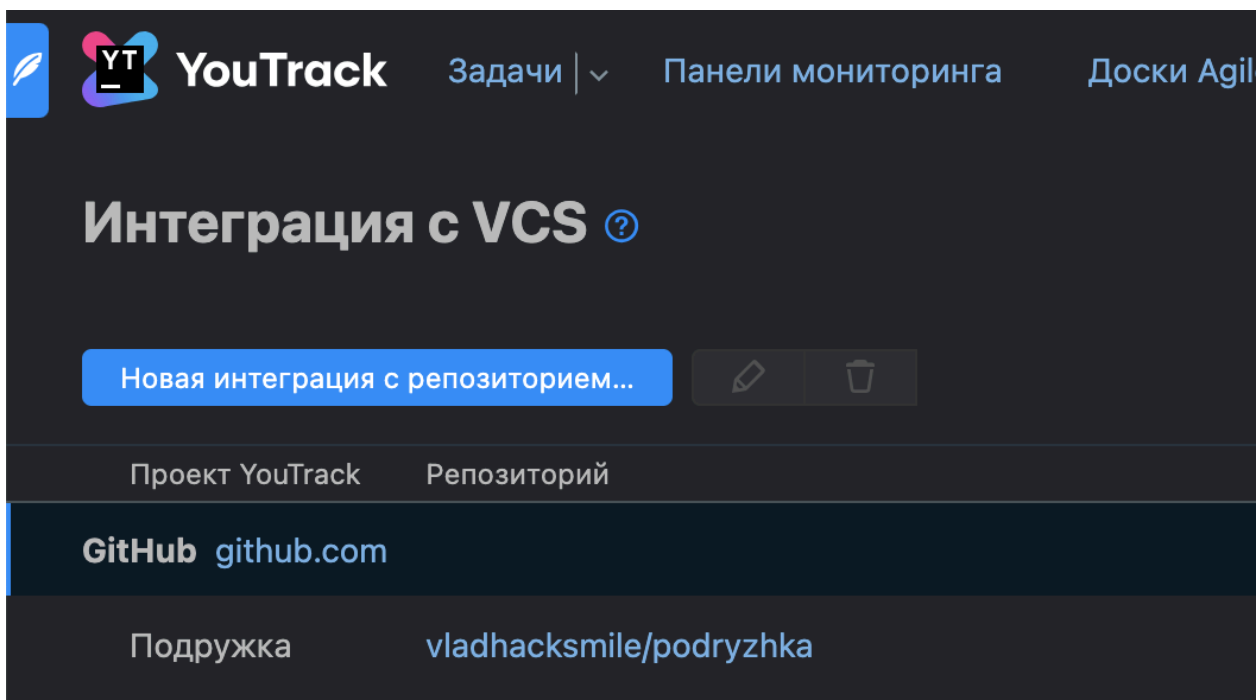 YT YouTrack Задачи Панели мониторинга Доски Agil
Интеграция с VCS ?
Новая интеграция с репозиторием...
Проект YouTrack Репозиторий
GitHub github.com
Подружка vladhacksmile/podryzhka